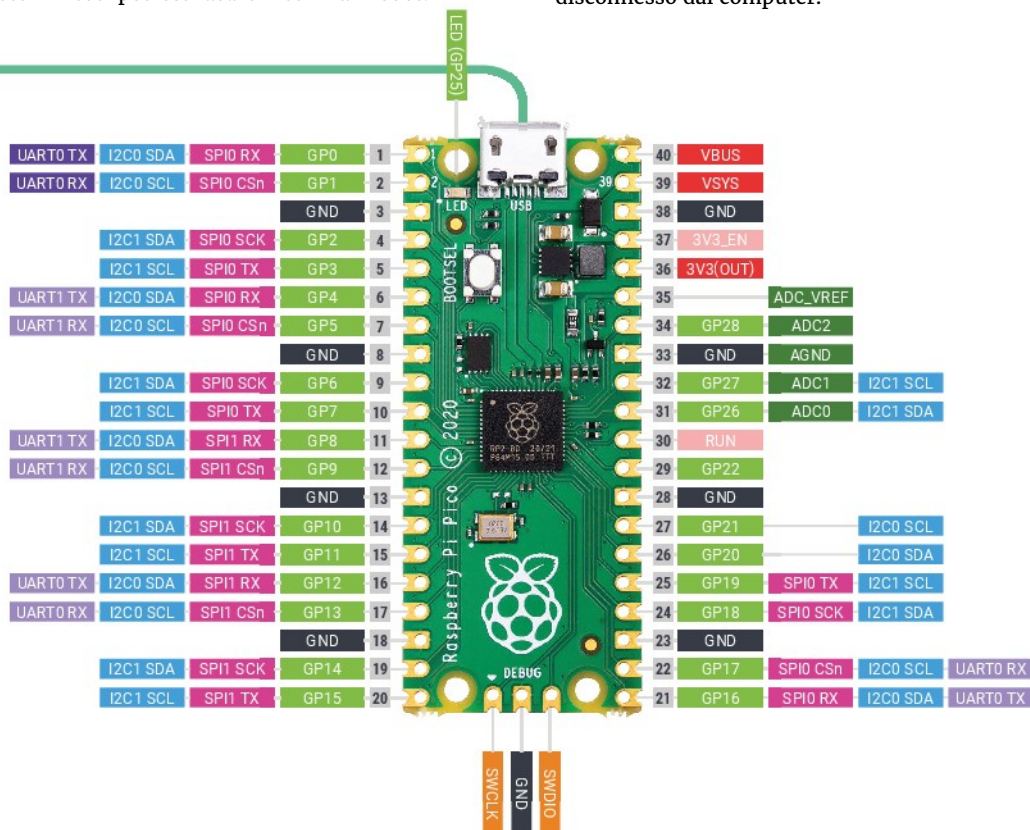 disconnesso dal computer.
LED (GP25)
UART0 TX I2C0 SDA SPI0 RX GP0 1
UART0 RX I2C0 SCL SPI0 CSn GP1 2
GND 3
I2C1 SDA SPI0 SCK GP2 4
I2C1 SCL SPI0 TX GP3 5
UART1 TX I2C0 SDA SPI0 RX GP4 6
UART1 RX I2C0 SCL SPI0 CSn GP5 7
GND 8
I2C1 SDA SPI0 SCK GP6 9
I2C1 SCL SPI0 TX GP7 10
UART1 TX I2C0 SDA SPI1 RX GP8 11
UART1 RX I2C0 SCL SPI1 CSn GP9 12
GND 13
I2C1 SDA SPI1 SCK GP10 14
I2C1 SCL SPI1 TX GP11 15
UART0 TX I2C0 SDA SPI1 RX GP12 16
UART0 RX I2C0 SCL SPI1 CSn GP13 17
GND 18
I2C1 SDA SPI1 SCK GP14 19
I2C1 SCL SPI1 TX GP15 20
1
2
39
LED
USB
BOOTSEL
Raspberry Pi Pico © 2020
DEBUG
40 VBUS
39 VSYS
38 GND
37 3V3_EN
36 3V3(OUT)
35 ADC_VREF
34 GP28 ADC2
33 GND AGND
32 GP27 ADC1 I2C1 SCL
31 GP26 ADC0 I2C1 SDA
30 RUN
29 GP22
28 GND
27 GP21 I2C0 SCL
26 GP20 I2C0 SDA
25 GP19 SPI0 TX I2C1 SCL
24 GP18 SPI0 SCK I2C1 SDA
23 GND
22 GP17 SPI0 CSn I2C0 SCL UART0 RX
21 GP16 SPI0 RX I2C0 SDA UART0 TX
SWCLK
GND
SWDIO